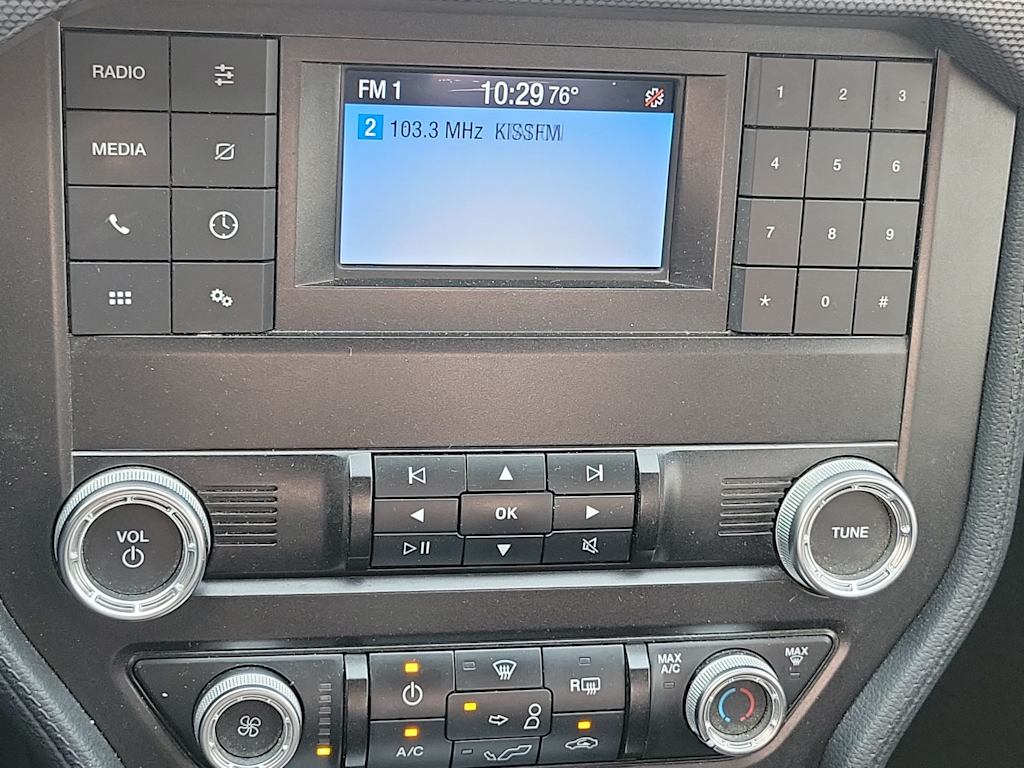 RADIO
MEDIA
FM 1 10:29 76°
2 103.3 MHz KISSFM
1 2 3
4 5 6
7 8 9
* 0 #
VOL
OK
TUNE
A/C
R
MAX
A/C
MAX